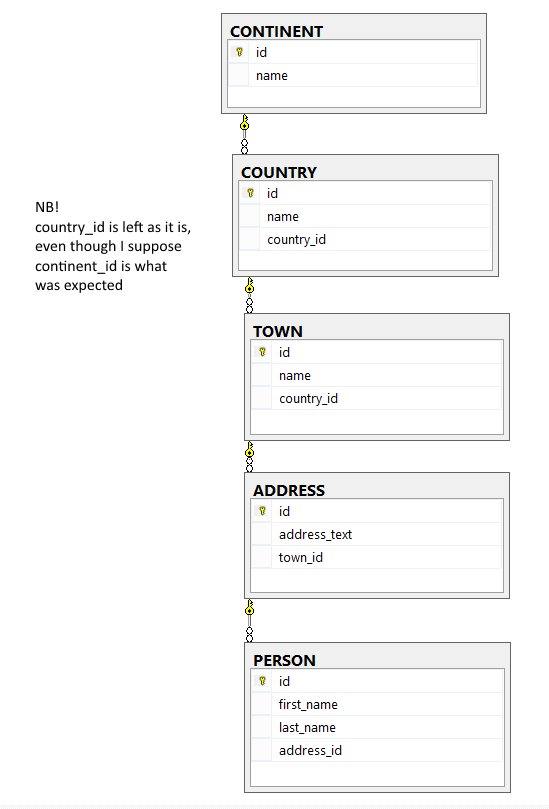 CONTINENT
id
name
COUNTRY
id
name
country_id
NB!
country_id is left as it is,
even though I suppose
continent_id is what
was expected
TOWN
id
name
country_id
ADDRESS
id
address_text
town_id
PERSON
id
first_name
last_name
address_id